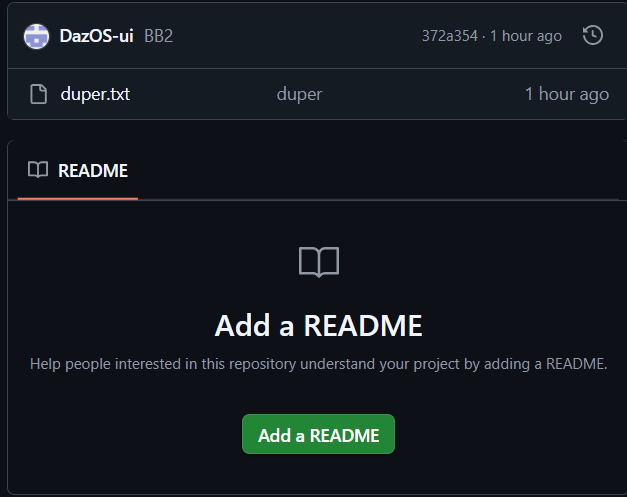 DazOS-ui BB2 372a354 · 1 hour ago
duper.txt duper 1 hour ago
README
Add a README
Help people interested in this repository understand your project by adding a README.
Add a README